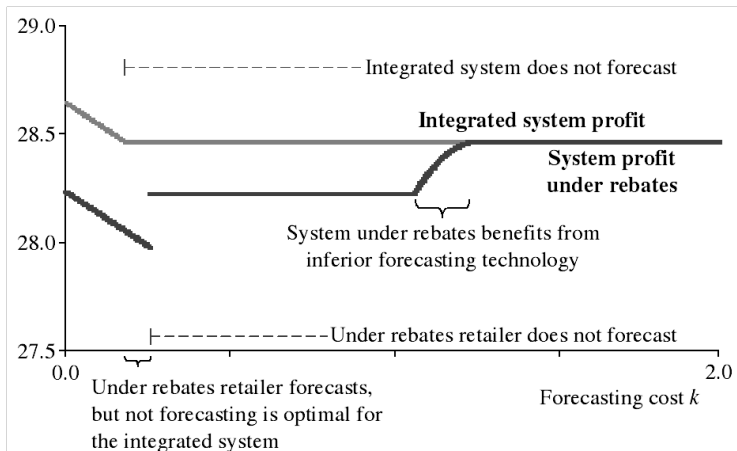 29.0
Integrated system does not forecast
28.5
Integrated system profit
System profit
under rebates
System under rebates benefits from
inferior forecasting technology
28.0
Under rebates retailer does not forecast
27.5
0.0
2.0
Under rebates retailer forecasts,
but not forecasting is optimal for
the integrated system
Forecasting cost k